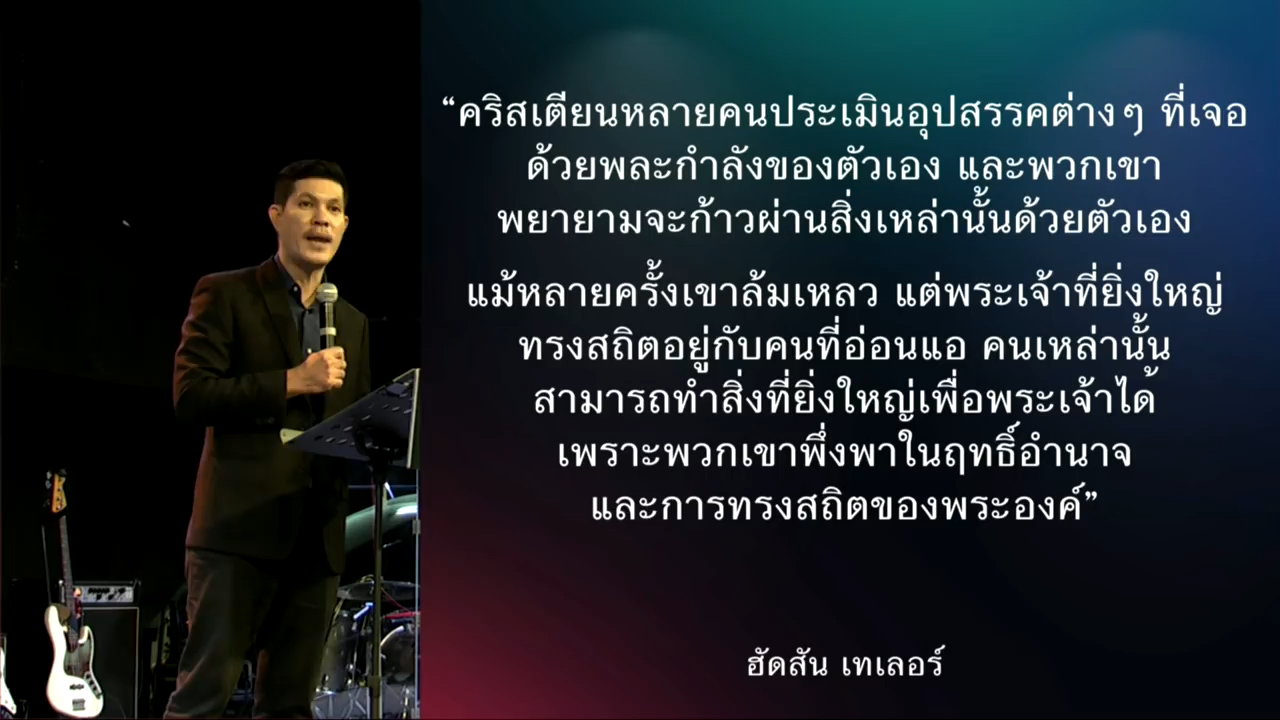 “คริสเตียนหลายคนประเมินอุปสรรคต่างๆ ที่เจอ
ด้วยพละกำลังของตัวเอง และพวกเขา
พยายามจะก้าวผ่านสิ่งเหล่านั้นด้วยตัวเอง
แม้หลายครั้งเขาล้มเหลว แต่พระเจ้าที่ยิ่งใหญ่
ทรงสถิตอยู่กับคนที่อ่อนแอ คนเหล่านั้น
สามารถทำสิ่งที่ยิ่งใหญ่เพื่อพระเจ้าได้
เพราะพวกเขาพึ่งพาในฤทธิ์อำนาจ
และการทรงสถิตของพระองค์”
ฮัดสัน เทเลอร์